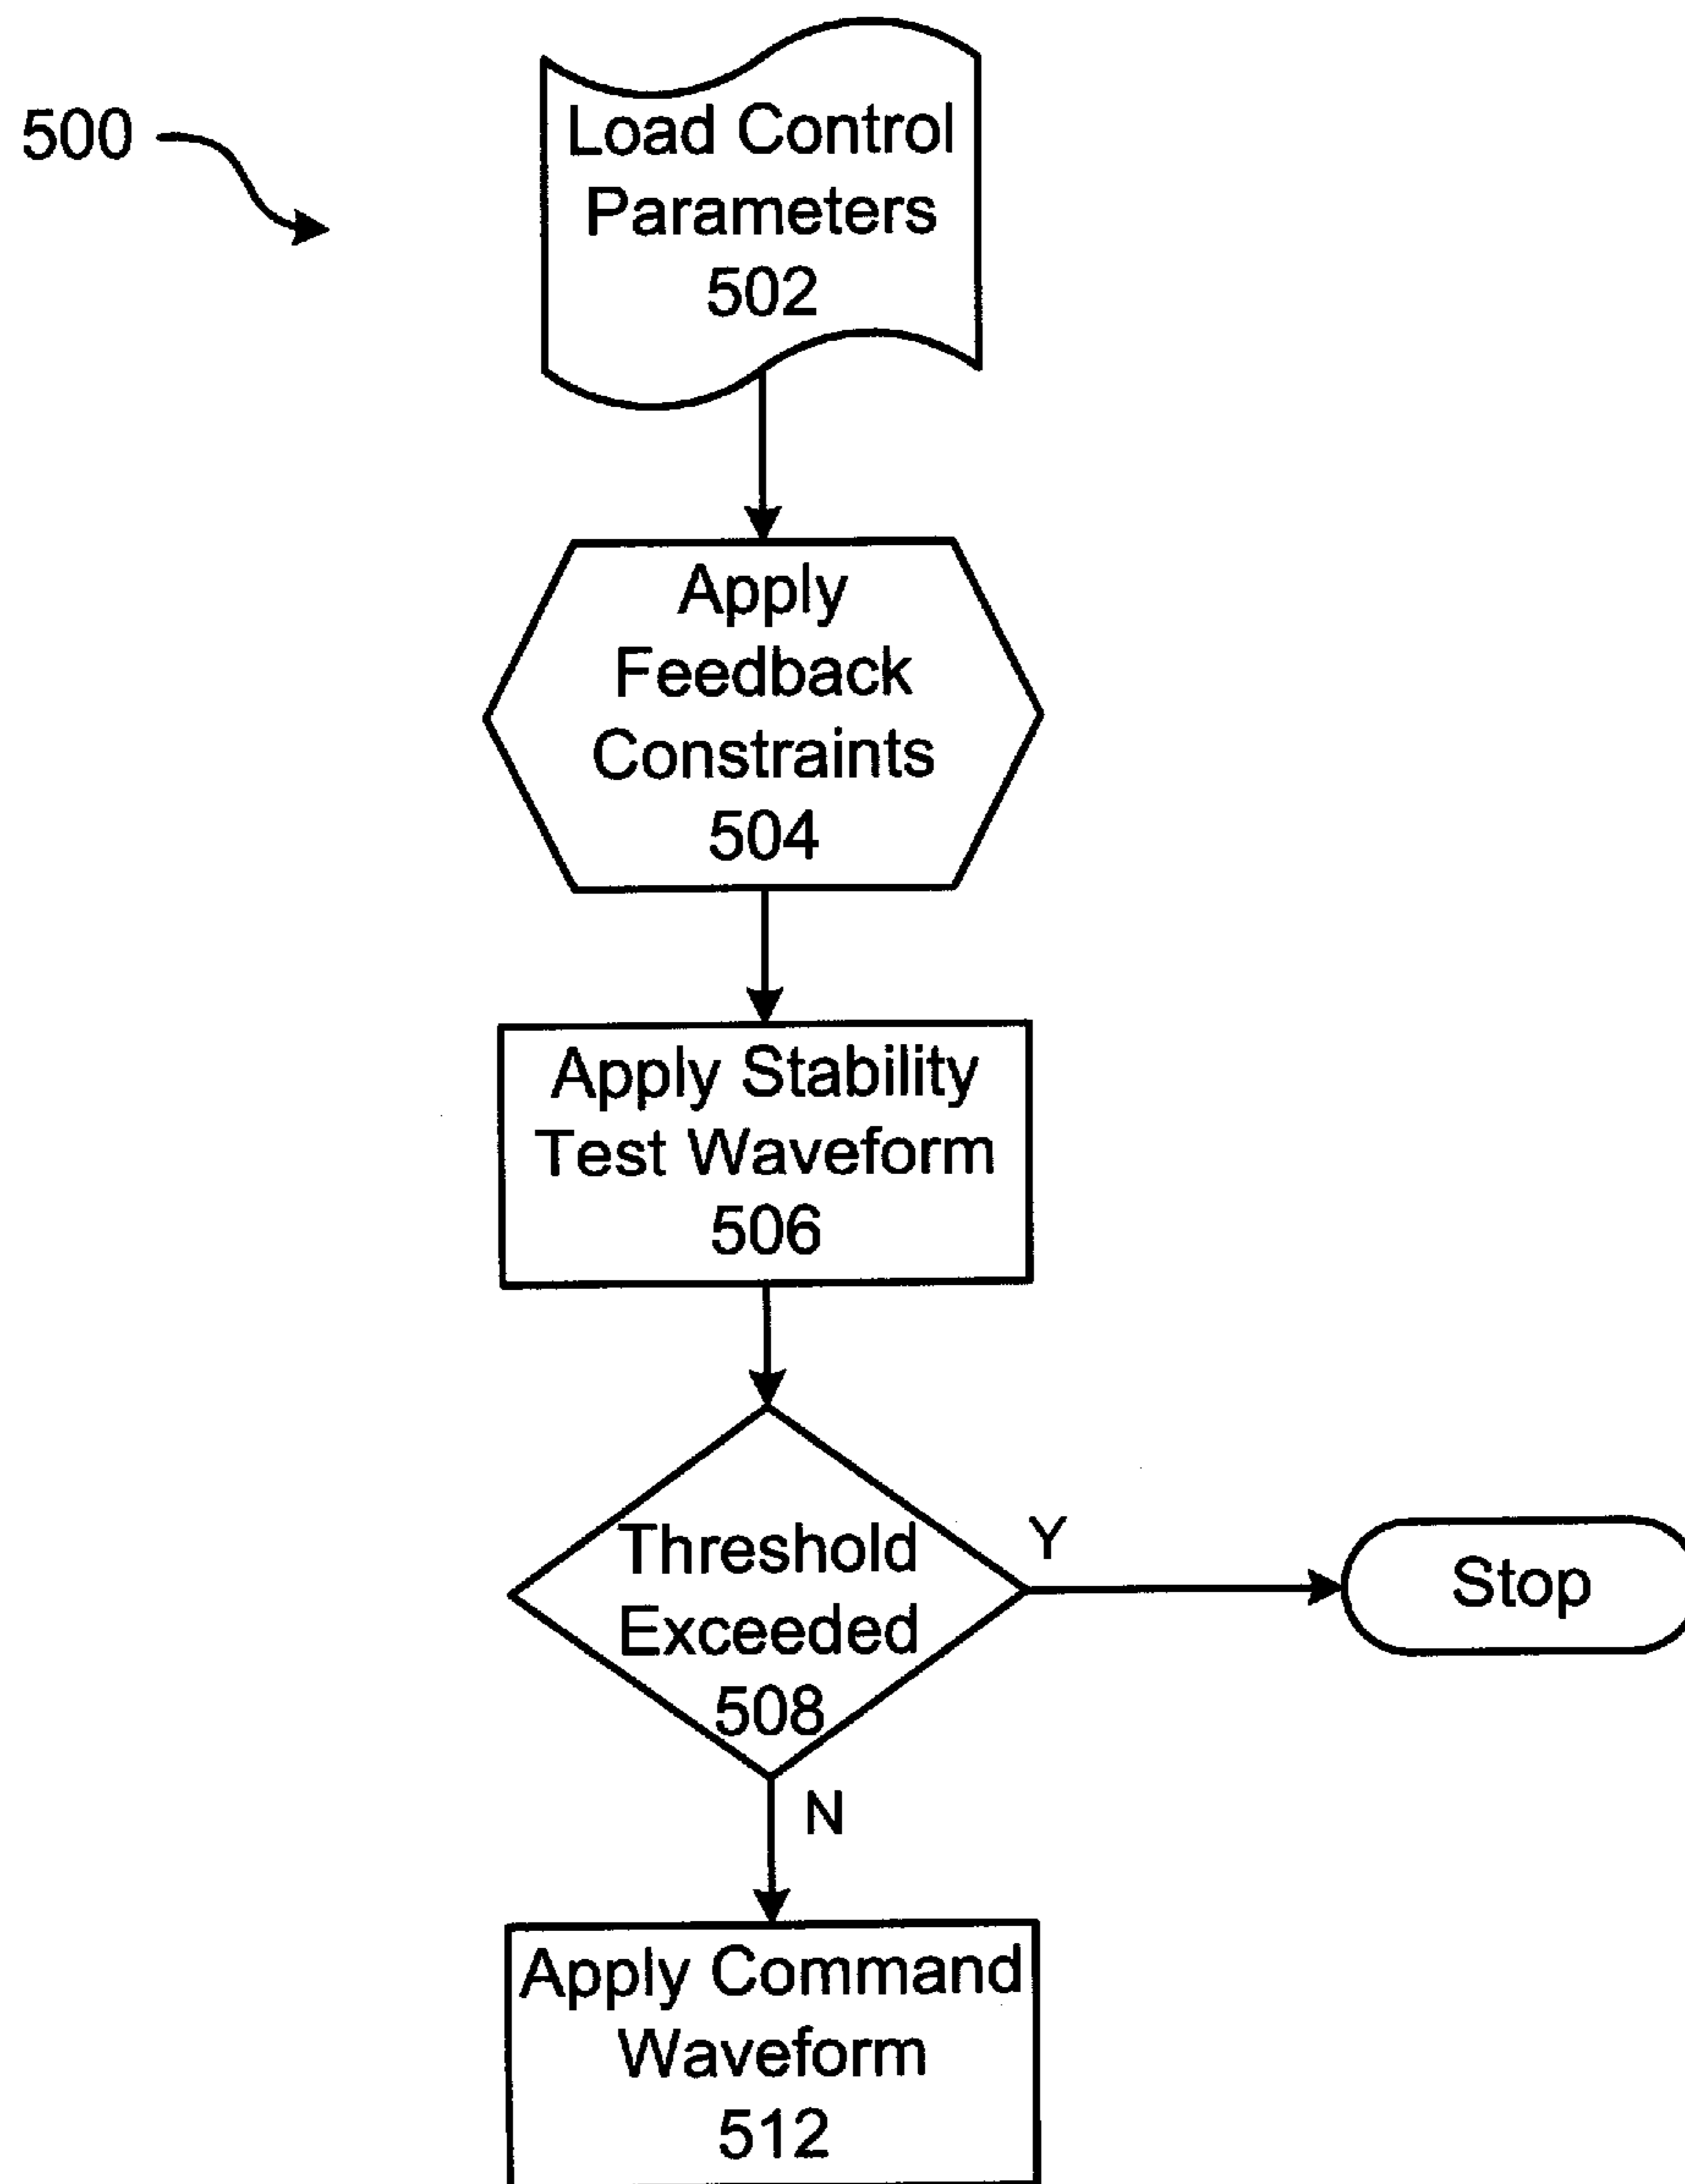 500
Load Control
Parameters
502
Apply
Feedback
Constraints
504
Apply Stability
Test Waveform
506
Threshold
Exceeded
508
Y
Stop
N
Apply Command
Waveform
512